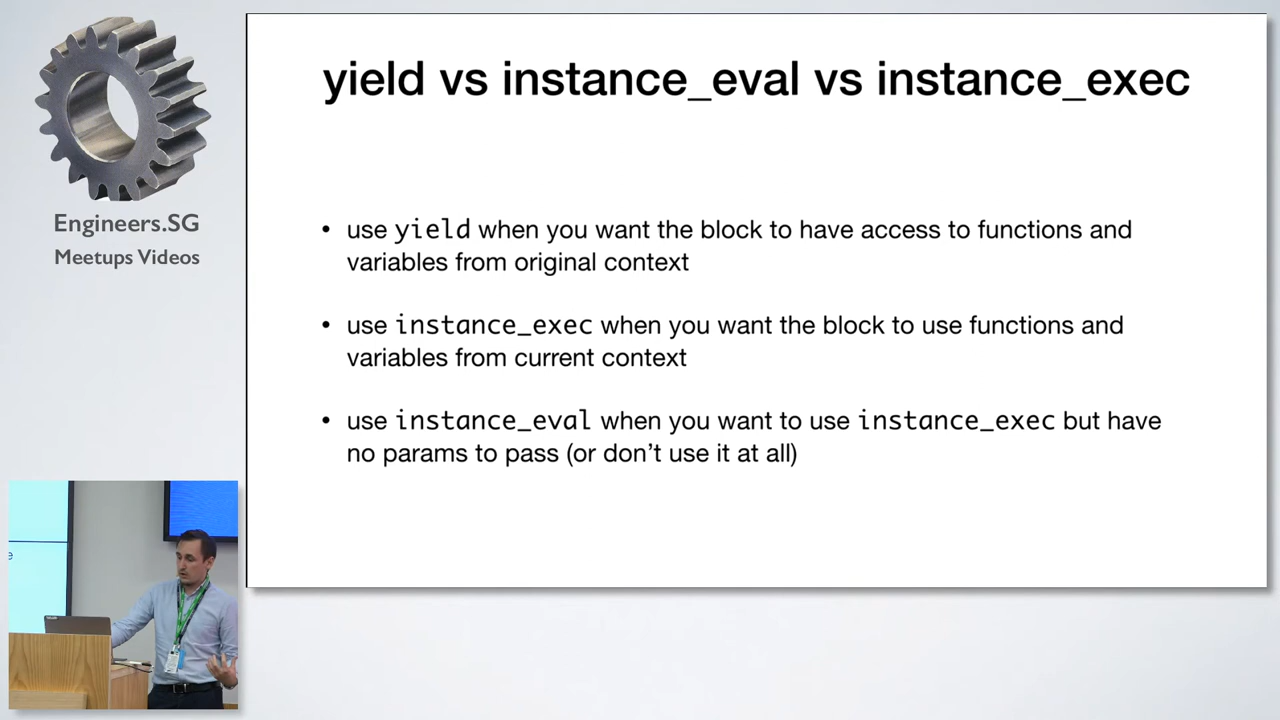 Engineers.SG
Meetups Videos
yield vs instance_eval vs instance_exec
• use yield when you want the block to have access to functions and
variables from original context
• use instance_exec when you want the block to use functions and
variables from current context
• use instance_eval when you want to use instance_exec but have
no params to pass (or don't use it at all)
e